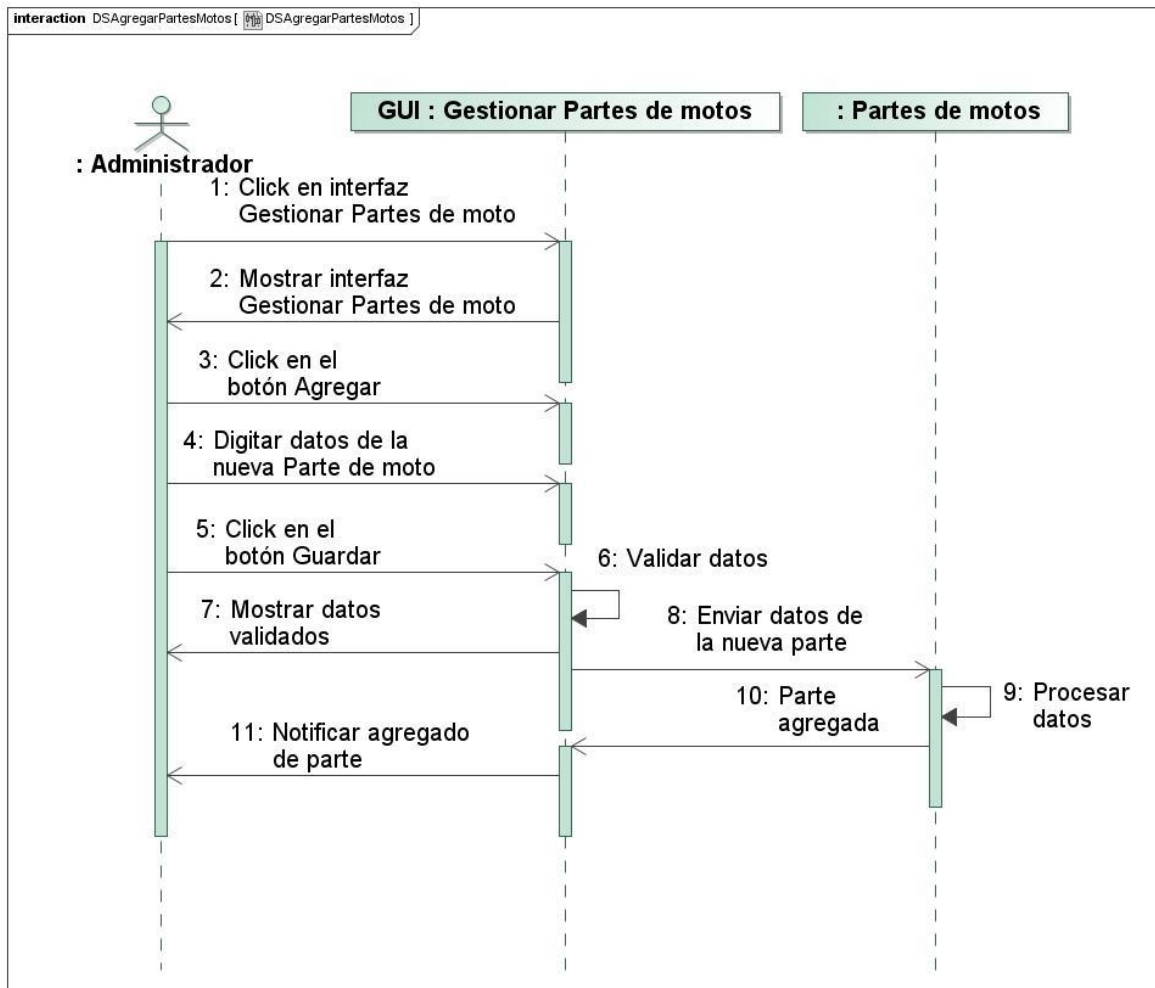 interaction DSAgregarPartesMotos [ DSAgregarPartesMotos ]
GUI : Gestionar Partes de motos
: Partes de motos
: Administrador
1: Click en interfaz
Gestionar Partes de moto
2: Mostrar interfaz
Gestionar Partes de moto
3: Click en el
botón Agregar
4: Digitar datos de la
nueva Parte de moto
5: Click en el
botón Guardar
6: Validar datos
7: Mostrar datos
validados
8: Enviar datos de
la nueva parte
9: Procesar
datos
10: Parte
agregada
11: Notificar agregado
de parte